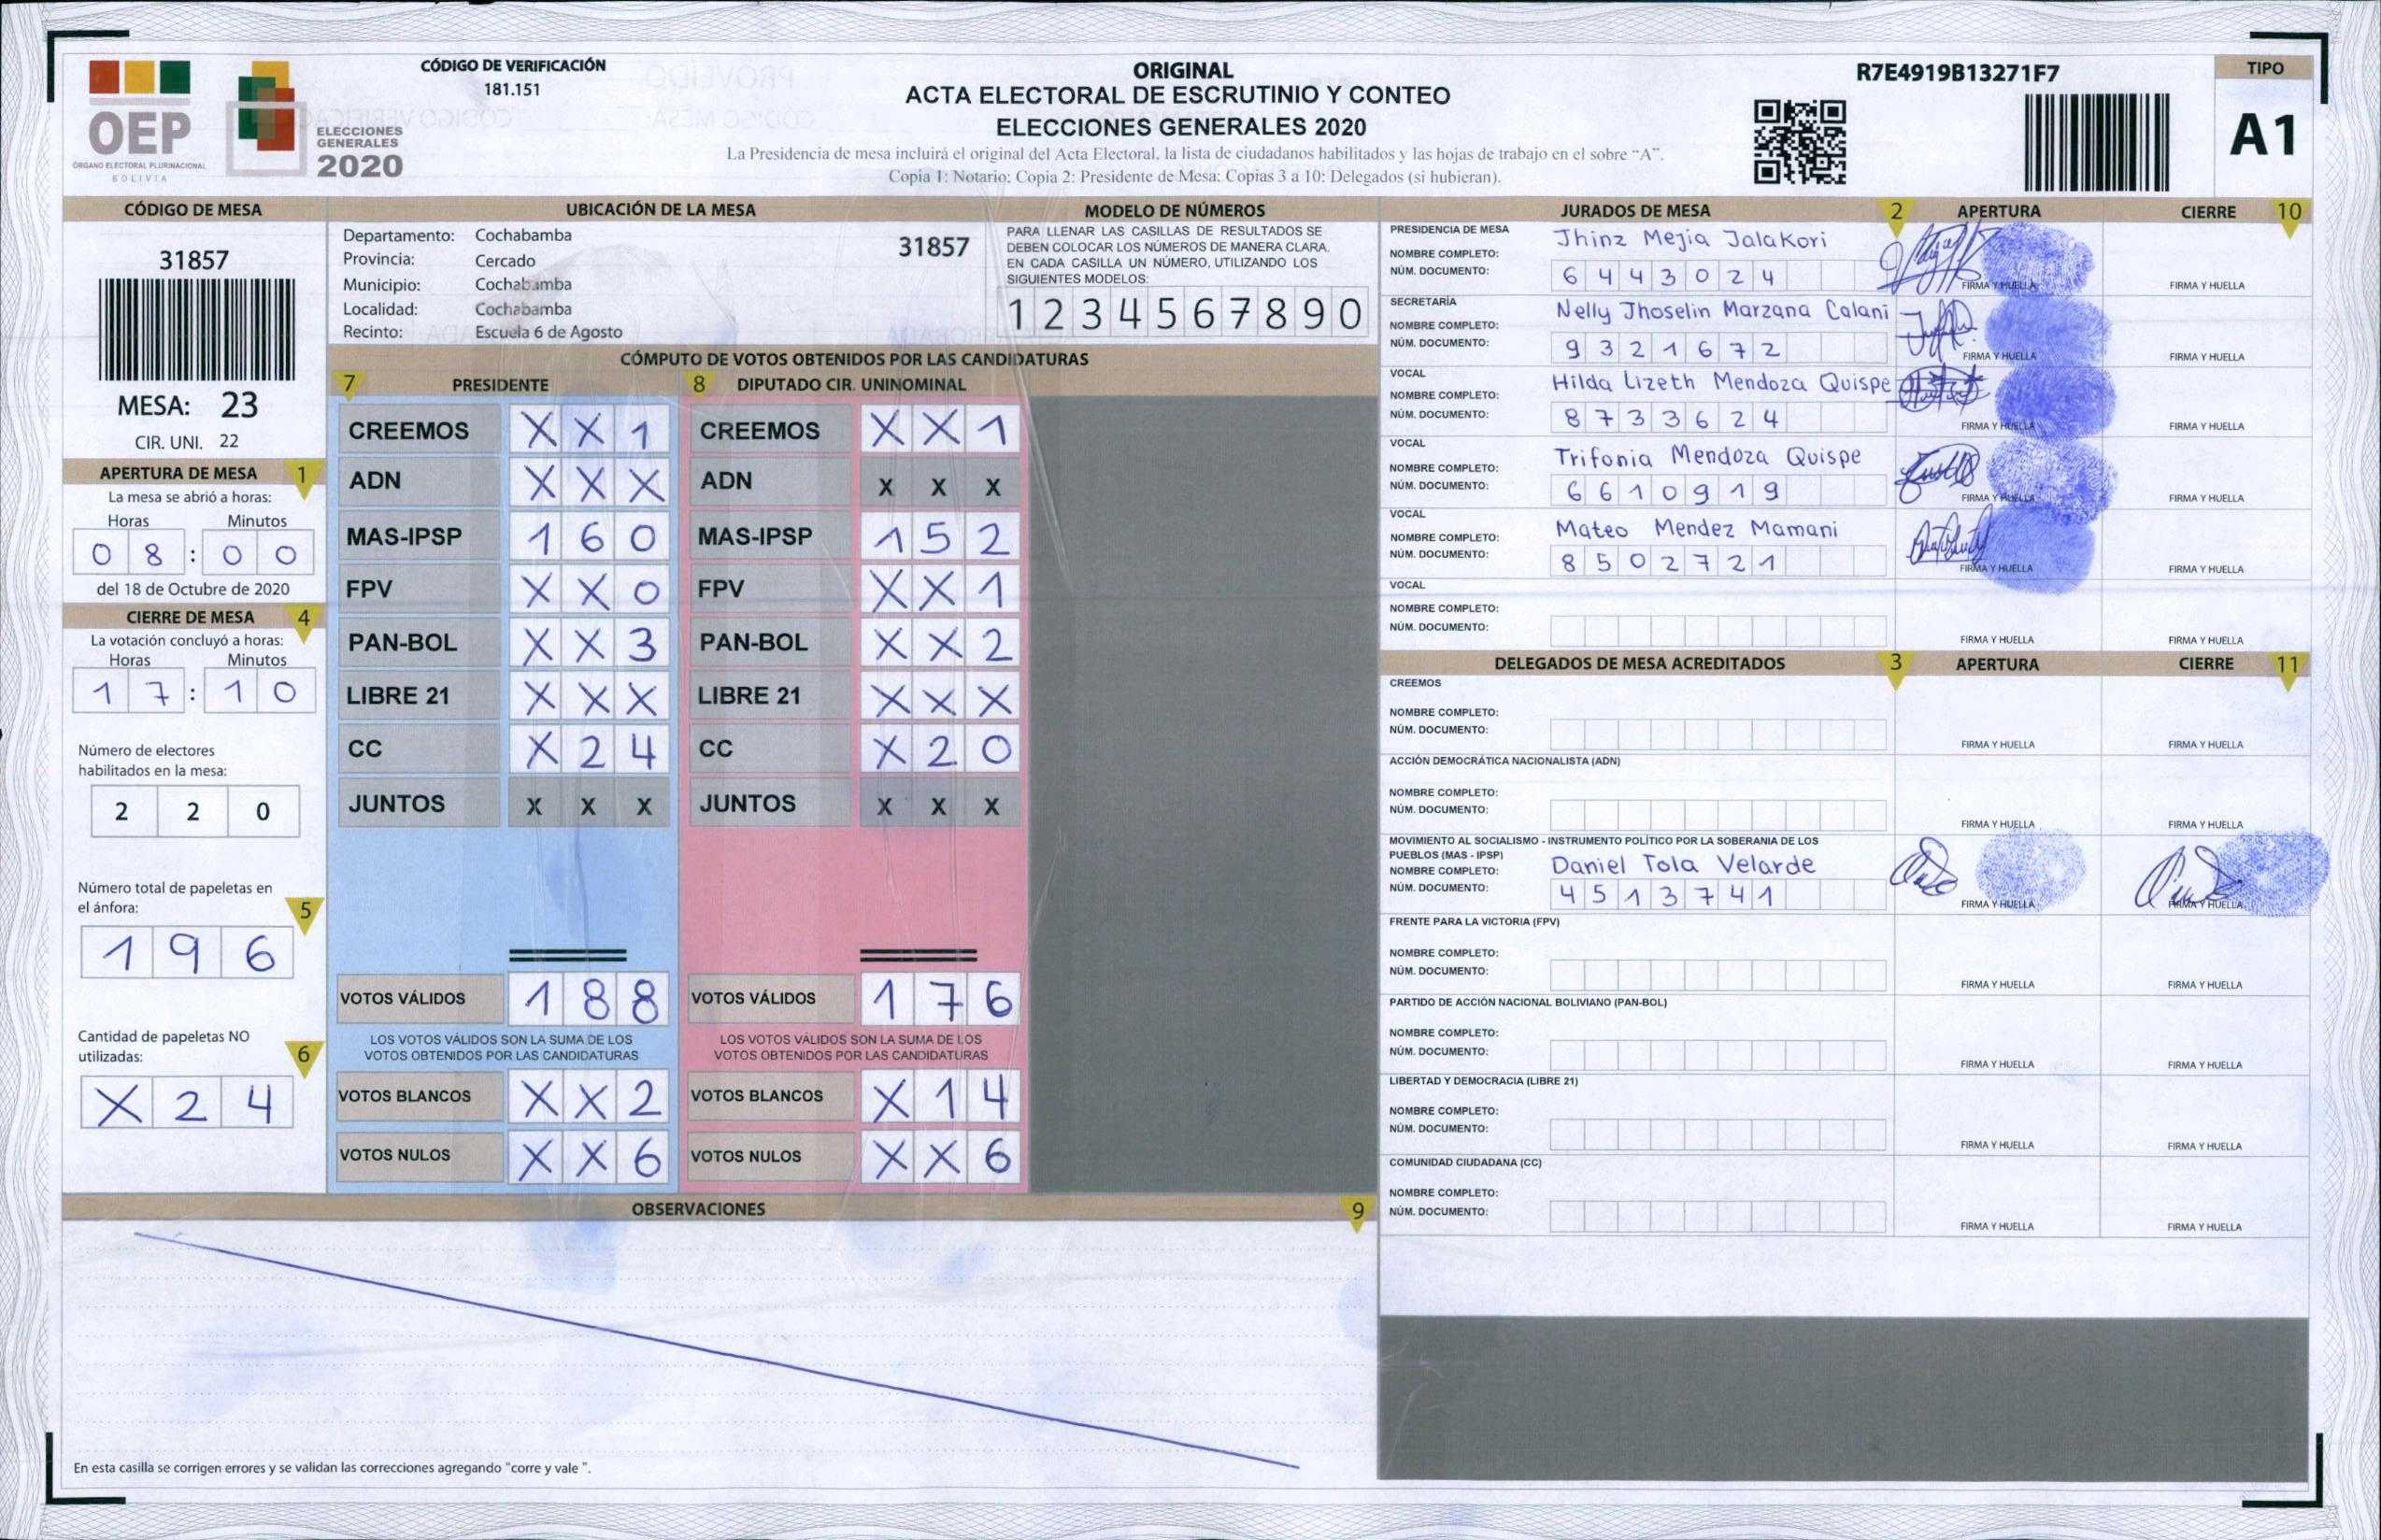 OEP
ÓRGANO ELECTORAL PLURINACIONAL
BOLIVIA
ELECCIONES
GENERALES
2020
CÓDIGO DE VERIFICACIÓN
181.151
ORIGINAL
ACTA ELECTORAL DE ESCRUTINIO Y CONTEO
ELECCIONES GENERALES 2020
La Presidencia de mesa incluirá el original del Acta Electoral, la lista de ciudadanos habilitados y las hojas de trabajo en el sobre “A”.
Copia 1: Notario; Copia 2: Presidente de Mesa; Copias 3 a 10: Delegados (si hubieran).
R7E4919B13271F7
TIPO
A1
CÓDIGO DE MESA
31857
MESA: 23
CIR. UNI. 22
APERTURA DE MESA 1
La mesa se abrió a horas:
Horas Minutos
0 8 : 0 0
del 18 de Octubre de 2020
CIERRE DE MESA 4
La votación concluyó a horas:
Horas Minutos
1 7 : 1 0
Número de electores
habilitados en la mesa:
2 2 0
Número total de papeletas en
el ánfora: 5
1 9 6
Cantidad de papeletas NO
utilizadas: 6
X 2 4
UBICACIÓN DE LA MESA
Departamento: Cochabamba
Provincia: Cercado
Municipio: Cochabamba
Localidad: Cochabamba
Recinto: Escuela 6 de Agosto
31857
MODELO DE NÚMEROS
PARA LLENAR LAS CASILLAS DE RESULTADOS SE
DEBEN COLOCAR LOS NÚMEROS DE MANERA CLARA.
EN CADA CASILLA UN NÚMERO, UTILIZANDO LOS
SIGUIENTES MODELOS:
1 2 3 4 5 6 7 8 9 0
CÓMPUTO DE VOTOS OBTENIDOS POR LAS CANDIDATURAS
7 PRESIDENTE 8 DIPUTADO CIR. UNINOMINAL
CREEMOS X X 1 CREEMOS X X 1
ADN X X X ADN X X X
MAS-IPSP 1 6 0 MAS-IPSP 1 5 2
FPV X X 0 FPV X X 1
PAN-BOL X X 3 PAN-BOL X X 2
LIBRE 21 X X X LIBRE 21 X X X
CC X 2 4 CC X 2 0
JUNTOS X X X JUNTOS X X X
VOTOS VÁLIDOS 1 8 8 VOTOS VÁLIDOS 1 7 6
LOS VOTOS VÁLIDOS SON LA SUMA DE LOS LOS VOTOS VÁLIDOS SON LA SUMA DE LOS
VOTOS OBTENIDOS POR LAS CANDIDATURAS VOTOS OBTENIDOS POR LAS CANDIDATURAS
VOTOS BLANCOS X X 2 VOTOS BLANCOS X 1 4
VOTOS NULOS X X 6 VOTOS NULOS X X 6
OBSERVACIONES 9
En esta casilla se corrigen errores y se validan las correcciones agregando "corre y vale ".
JURADOS DE MESA 2 APERTURA CIERRE 10
PRESIDENCIA DE MESA
NOMBRE COMPLETO: Jhinz Mejia Jalakori
NÚM. DOCUMENTO: 6 4 4 3 0 2 4
FIRMA Y HUELLA FIRMA Y HUELLA
SECRETARÍA
NOMBRE COMPLETO: Nelly Jhoselin Marzana Calani
NÚM. DOCUMENTO: 9 3 2 1 6 7 2
FIRMA Y HUELLA FIRMA Y HUELLA
VOCAL
NOMBRE COMPLETO: Hilda Lizeth Mendoza Quispe
NÚM. DOCUMENTO: 8 7 3 3 6 2 4
FIRMA Y HUELLA FIRMA Y HUELLA
VOCAL
NOMBRE COMPLETO: Trifonia Mendoza Quispe
NÚM. DOCUMENTO: 6 6 1 0 9 1 9
FIRMA Y HUELLA FIRMA Y HUELLA
VOCAL
NOMBRE COMPLETO: Mateo Mendez Mamani
NÚM. DOCUMENTO: 8 5 0 2 7 2 1
FIRMA Y HUELLA FIRMA Y HUELLA
VOCAL
NOMBRE COMPLETO:
NÚM. DOCUMENTO:
FIRMA Y HUELLA FIRMA Y HUELLA
DELEGADOS DE MESA ACREDITADOS 3 APERTURA CIERRE 11
CREEMOS
NOMBRE COMPLETO:
NÚM. DOCUMENTO:
FIRMA Y HUELLA FIRMA Y HUELLA
ACCIÓN DEMOCRÁTICA NACIONALISTA (ADN)
NOMBRE COMPLETO:
NÚM. DOCUMENTO:
FIRMA Y HUELLA FIRMA Y HUELLA
MOVIMIENTO AL SOCIALISMO - INSTRUMENTO POLÍTICO POR LA SOBERANIA DE LOS
PUEBLOS (MAS - IPSP)
NOMBRE COMPLETO: Daniel Tola Velarde
NÚM. DOCUMENTO: 4 5 1 3 7 4 1
FIRMA Y HUELLA FIRMA Y HUELLA
FRENTE PARA LA VICTORIA (FPV)
NOMBRE COMPLETO:
NÚM. DOCUMENTO:
FIRMA Y HUELLA FIRMA Y HUELLA
PARTIDO DE ACCIÓN NACIONAL BOLIVIANO (PAN-BOL)
NOMBRE COMPLETO:
NÚM. DOCUMENTO:
FIRMA Y HUELLA FIRMA Y HUELLA
LIBERTAD Y DEMOCRACIA (LIBRE 21)
NOMBRE COMPLETO:
NÚM. DOCUMENTO:
FIRMA Y HUELLA FIRMA Y HUELLA
COMUNIDAD CIUDADANA (CC)
NOMBRE COMPLETO:
NÚM. DOCUMENTO:
FIRMA Y HUELLA FIRMA Y HUELLA